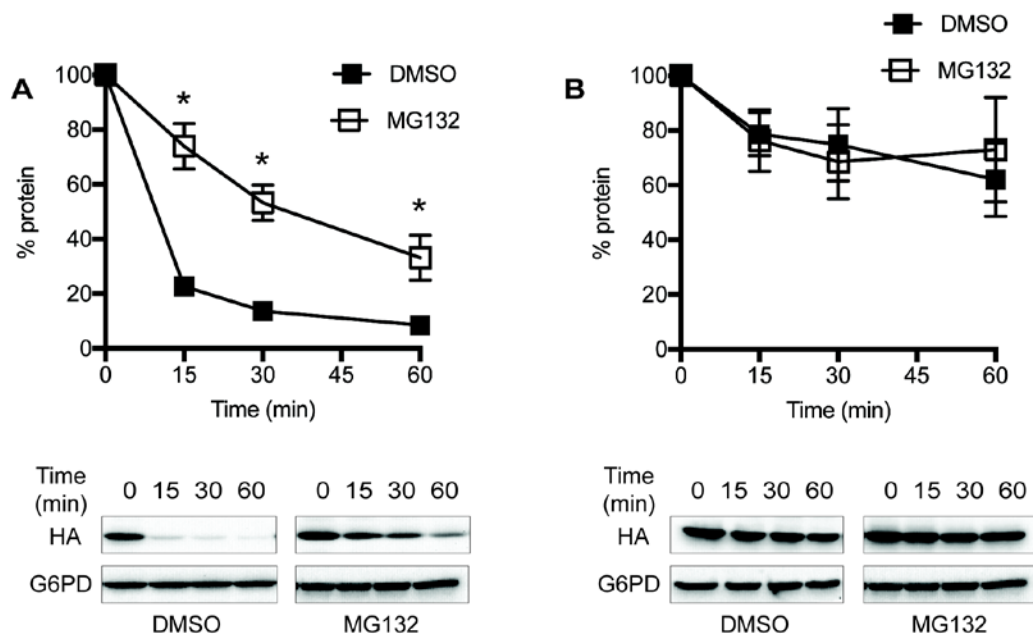 A
DMSO
MG132
% protein
100
80
60
40
20
0
*
*
*
0 15 30 45 60
Time (min)
Time
(min)
0 15 30 60
0 15 30 60
HA
G6PD
DMSO
MG132
B
DMSO
MG132
% protein
100
80
60
40
20
0
0 15 30 45 60
Time (min)
Time
(min)
0 15 30 60
0 15 30 60
HA
G6PD
DMSO
MG132